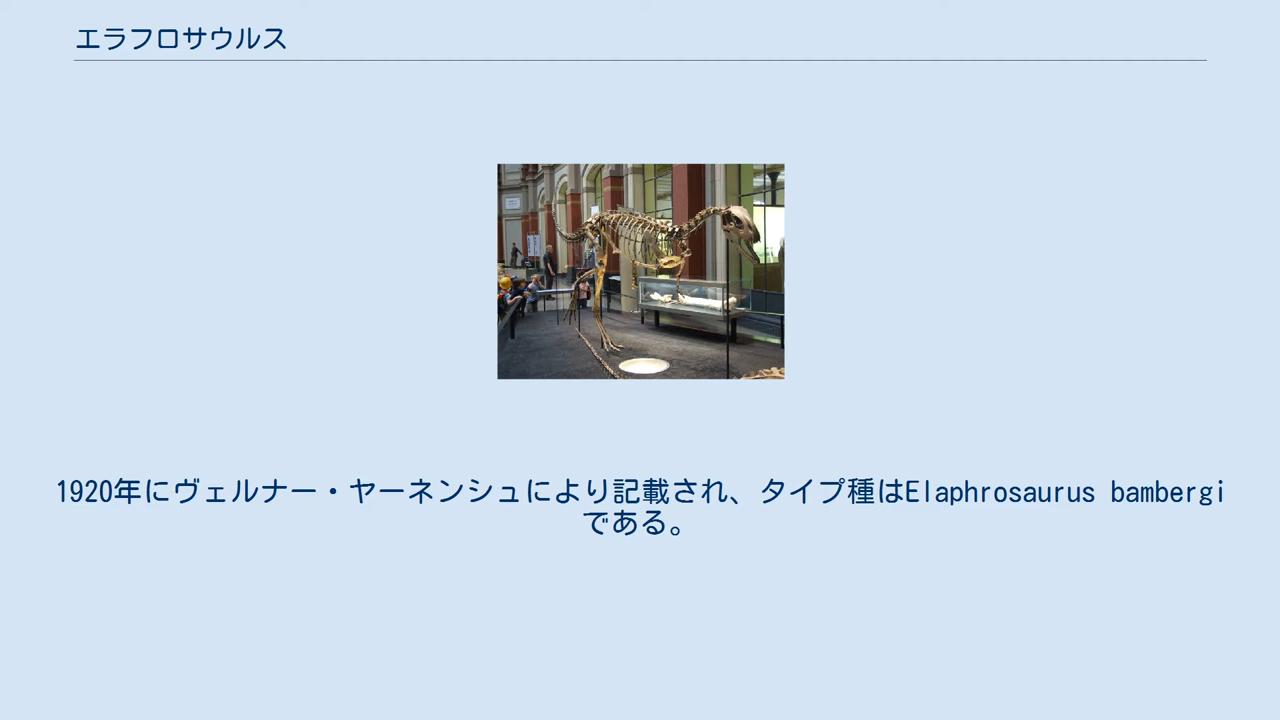 エラフロサウルス
1920年にヴェルナー・ヤーネンシュにより記載され、タイプ種はElaphrosaurus bambergi
である。